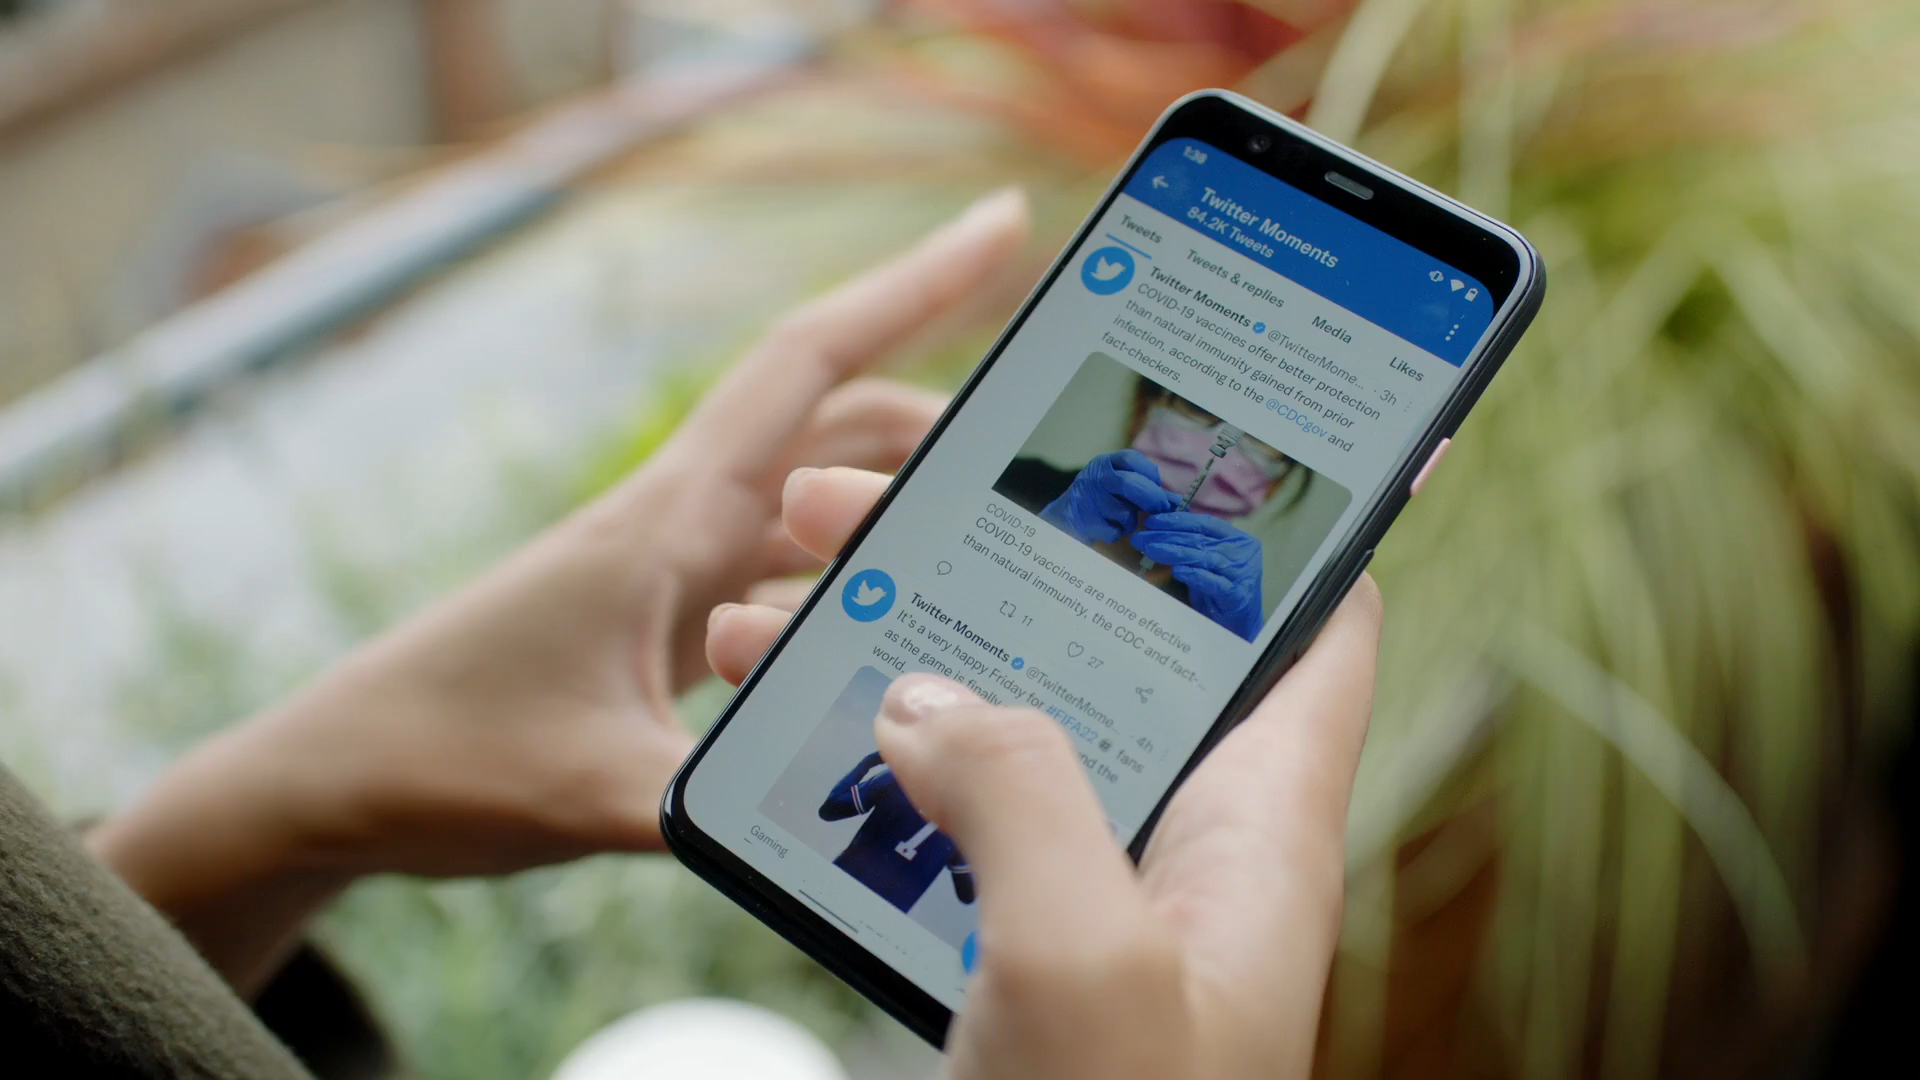 1:38
Twitter Moments
84.2K Tweets
Tweets
Tweets & replies
Media
Likes
Twitter Moments @TwitterMome... · 3h
COVID-19 vaccines offer better protection
than natural immunity gained from prior
infection, according to the @CDCgov and
fact-checkers.
COVID-19
COVID-19 vaccines are more effective
than natural immunity, the CDC and fact-...
11
27
Twitter Moments @TwitterMome... · 4h
It's a very happy Friday for #FIFA22 fans
as the game is finally nd the
world.
1
Gaming